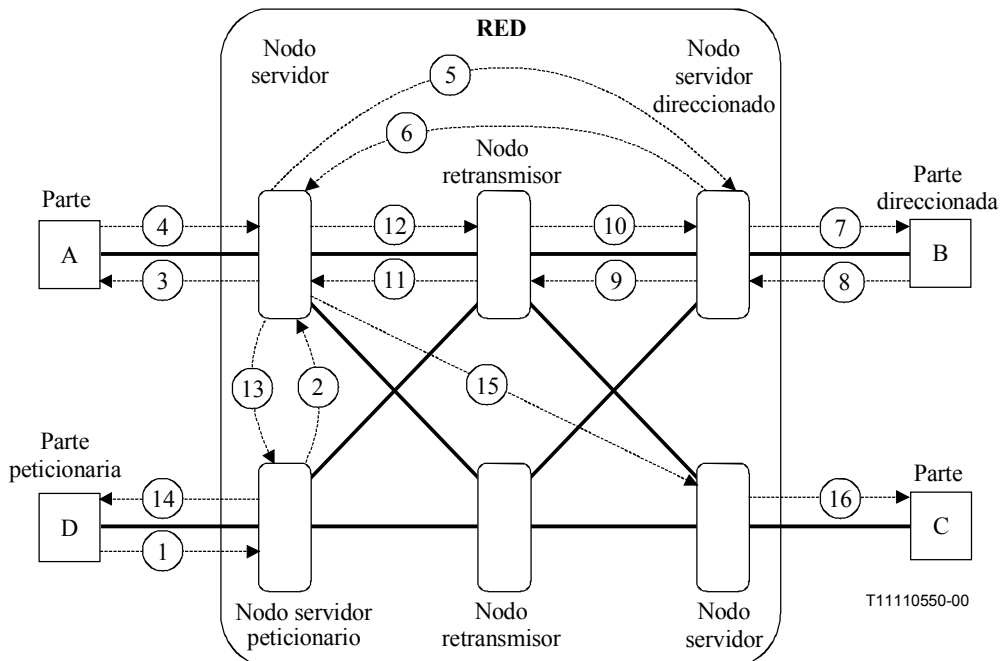 RED
Nodo
servidor
5
Nodo
servidor
direccionado
6
Nodo
retransmisor
Parte
Parte
direccionada
4
12
10
7
A
B
3
11
9
8
13
2
15
Parte
peticionaria
Parte
14
16
D
C
1
T11110550-00
Nodo servidor
peticionario
Nodo
retransmisor
Nodo
servidor